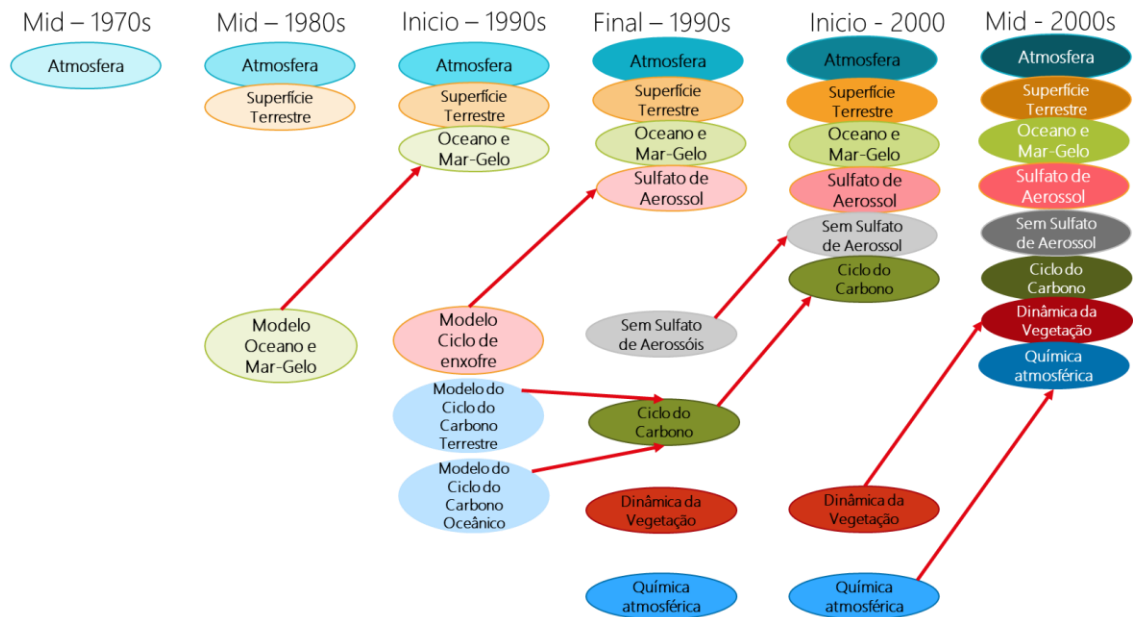 Mid – 1970s
Atmosfera
Mid – 1980s
Atmosfera
Superfície
Terrestre
Modelo
Oceano e
Mar-Gelo
Inicio – 1990s
Atmosfera
Superfície
Terrestre
Oceano e
Mar-Gelo
Modelo
Ciclo de
enxofre
Modelo do
Ciclo do
Carbono
Terrestre
Modelo do
Ciclo do
Carbono
Oceânico
Final – 1990s
Atmosfera
Superfície
Terrestre
Oceano e
Mar-Gelo
Sulfato de
Aerossol
Sem Sulfato
de Aerossóis
Ciclo do
Carbono
Dinâmica da
Vegetação
Química
atmosférica
Inicio - 2000
Atmosfera
Superfície
Terrestre
Oceano e
Mar-Gelo
Sulfato de
Aerossol
Sem Sulfato
de Aerossol
Ciclo do
Carbono
Dinâmica da
Vegetação
Química
atmosférica
Mid - 2000s
Atmosfera
Superfície
Terrestre
Oceano e
Mar-Gelo
Sulfato de
Aerossol
Sem Sulfato
de Aerossol
Ciclo do
Carbono
Dinâmica da
Vegetação
Química
atmosférica